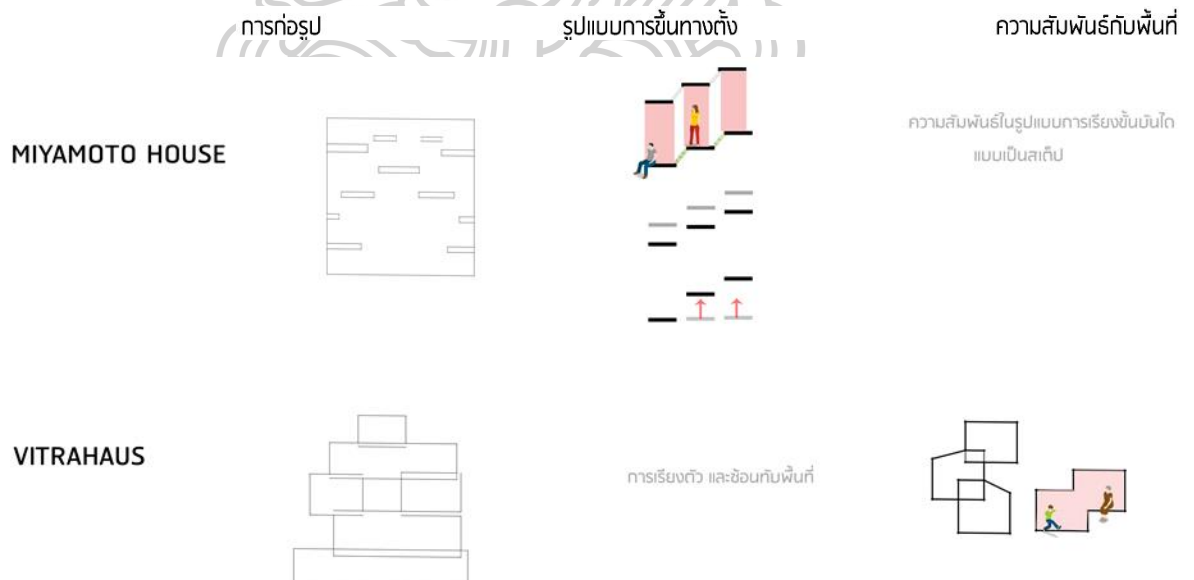 การก่อรูป
รูปแบบการขึ้นทางตั้ง
ความสัมพันธ์กับพื้นที่
MIYAMOTO HOUSE
ความสัมพันธ์ในรูปแบบการเรียงขั้นบันได
แบบเป็นสเต็ป
VITRAHAUS
การเรียงตัว และซ้อนทับพื้นที่